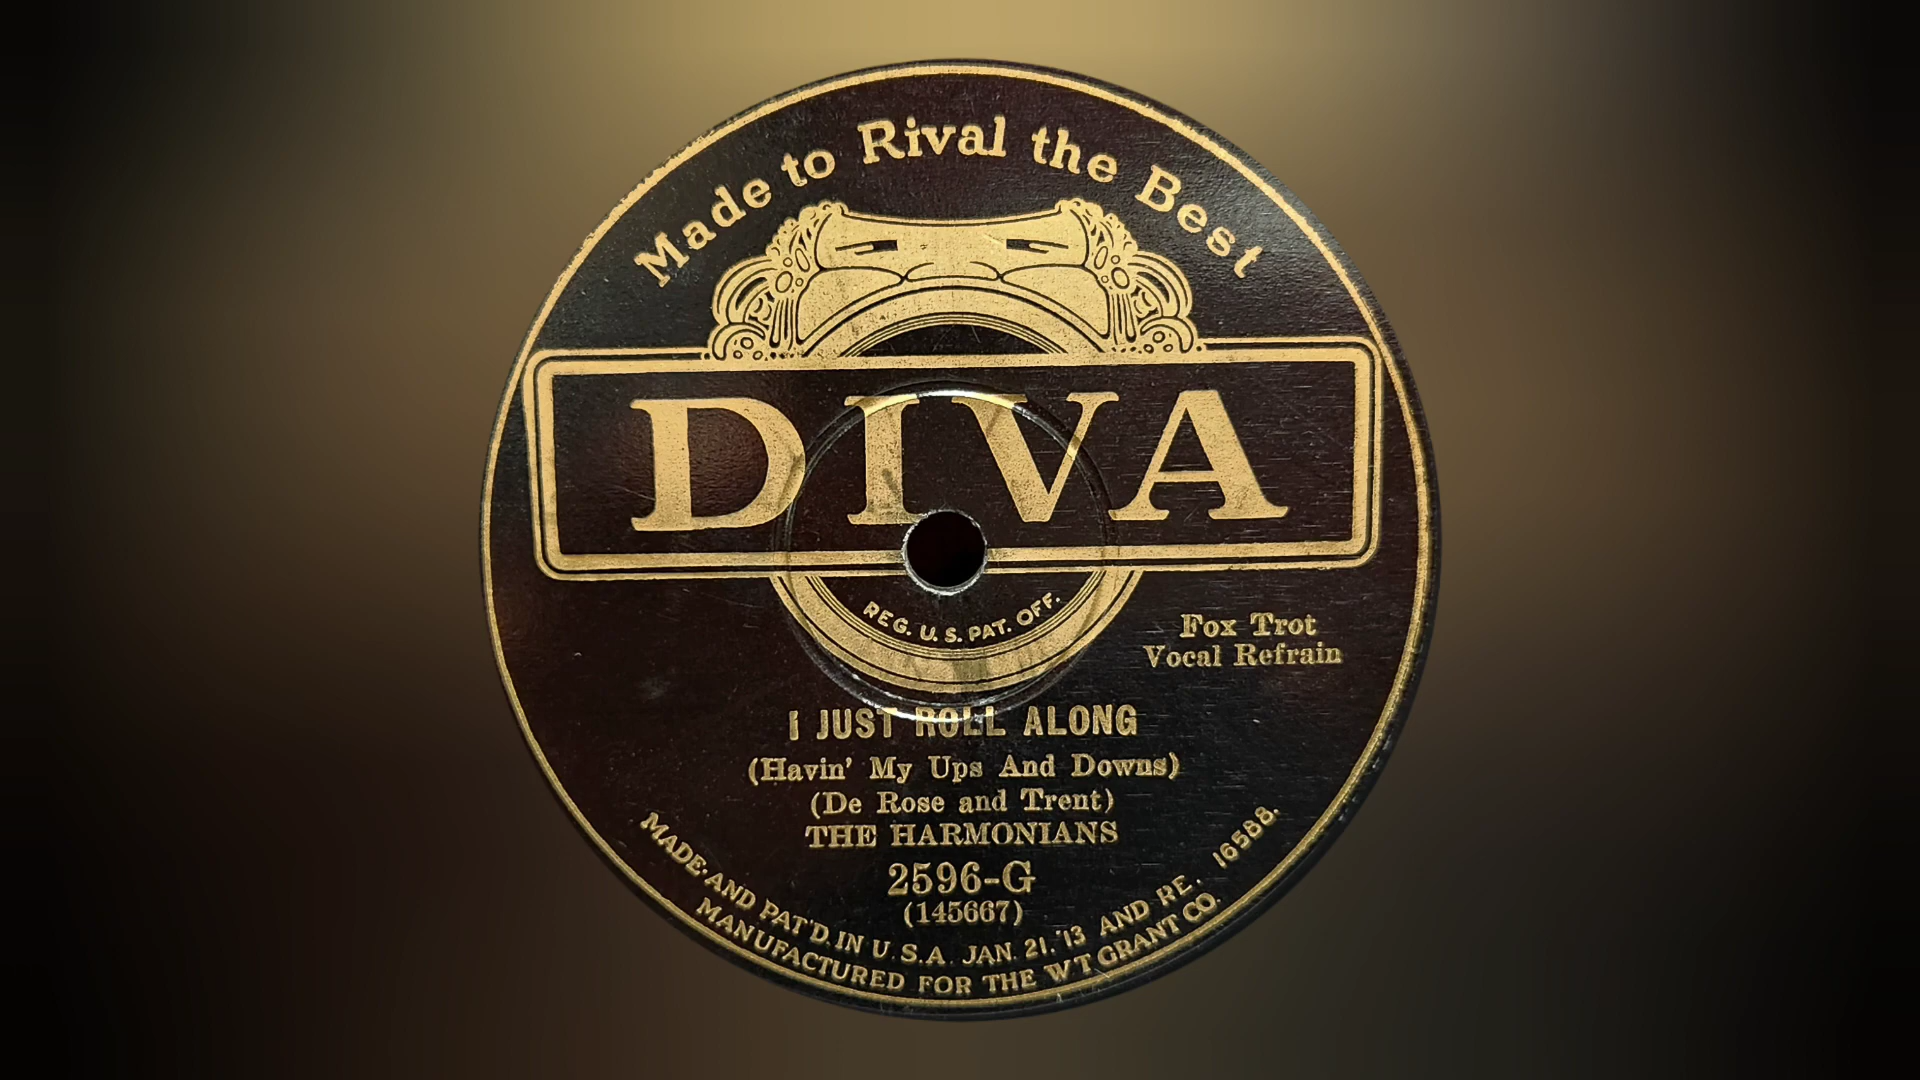 Made to Rival the Best
DIVA
REG. U. S. PAT. OFF.
Fox Trot
Vocal Refrain
I JUST ROLL ALONG
(Havin' My Ups And Downs)
(De Rose and Trent)
THE HARMONIANS
2596-G
(145667)
MADE AND PAT'D. IN U.S.A. JAN. 21, '13 AND RE. 16588.
MANUFACTURED FOR THE W T GRANT CO.